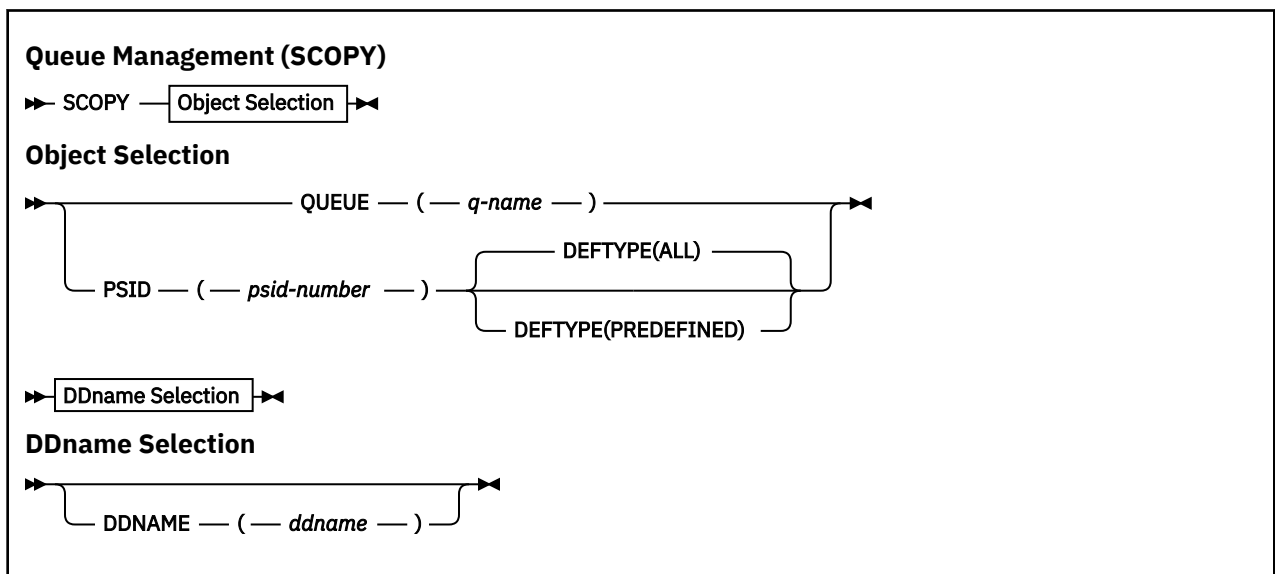 Queue Management (SCOPY)
SCOPY Object Selection
Object Selection
QUEUE ( q-name )
DEFTYPE(ALL)
PSID ( psid-number )
DEFTYPE(PREDEFINED)
DDname Selection
DDname Selection
DDNAME ( ddname )